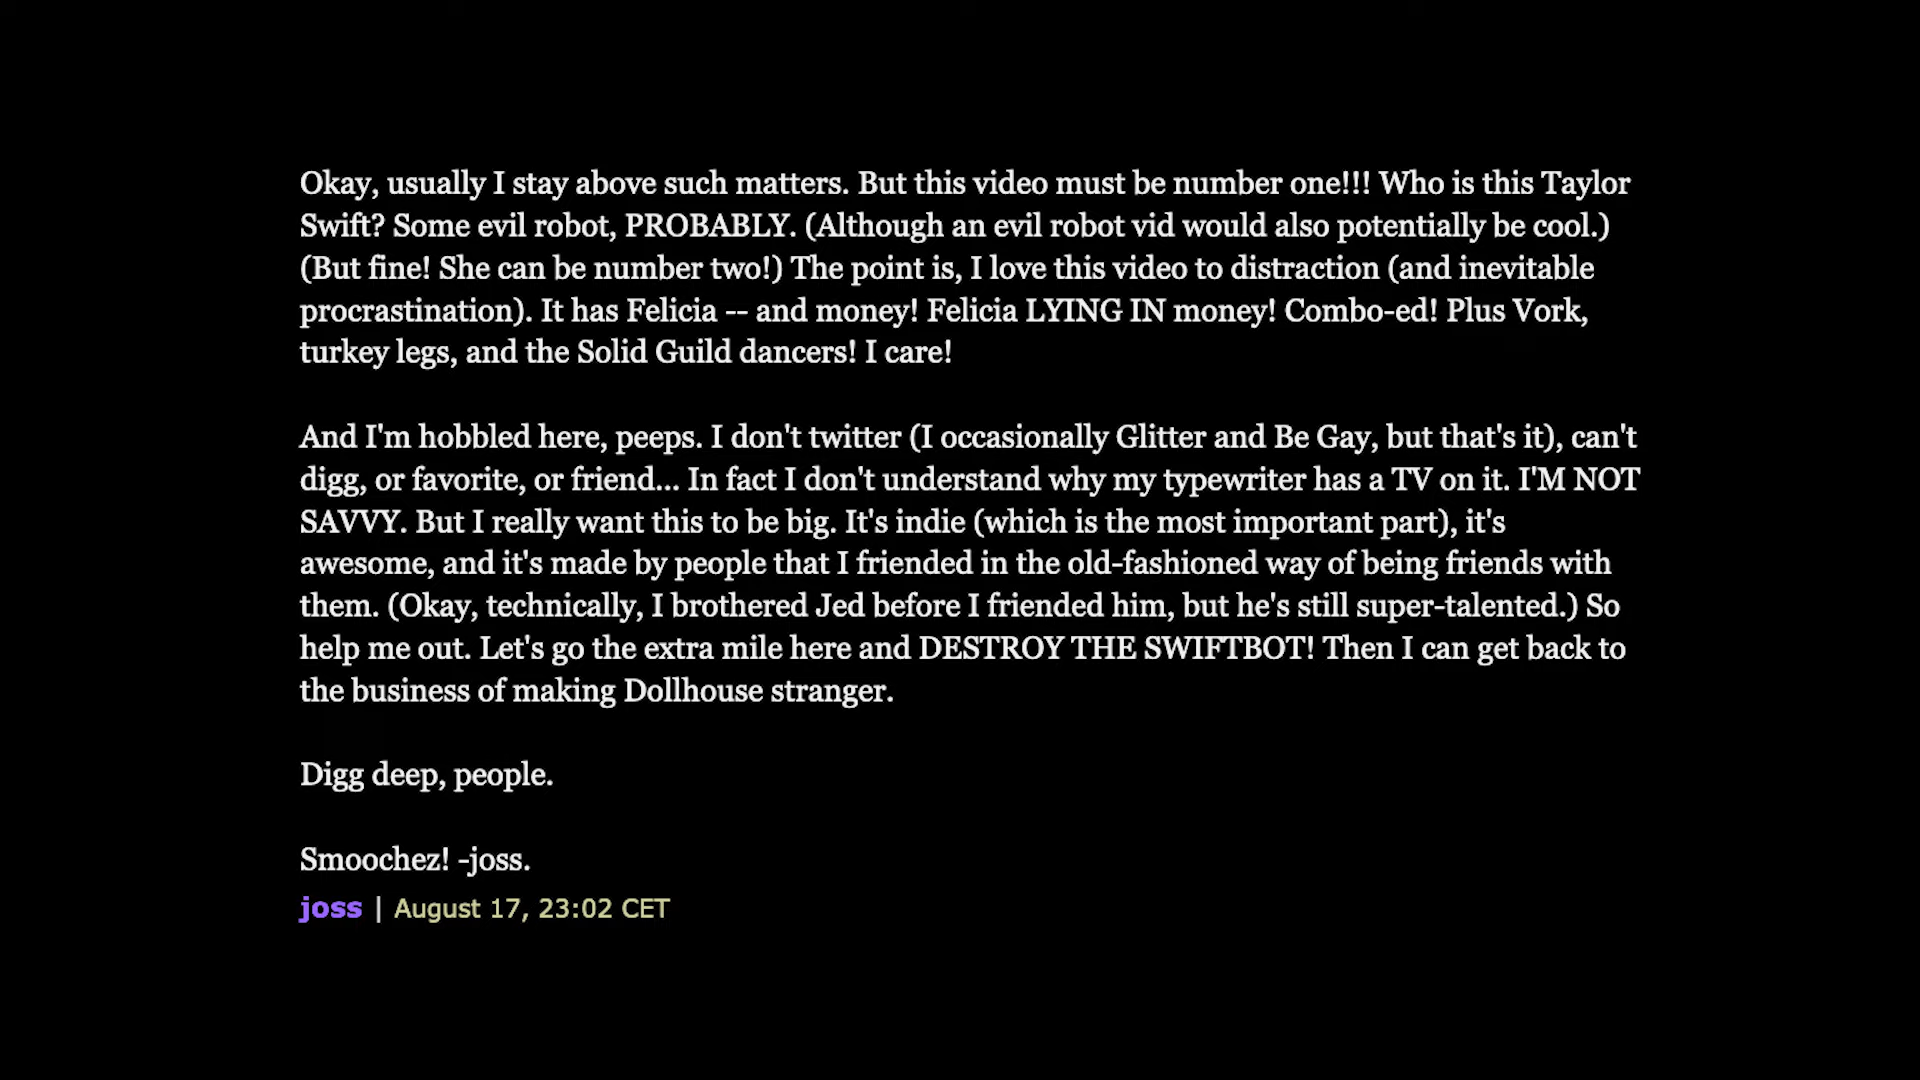 Okay, usually I stay above such matters. But this video must be number one!!! Who is this Taylor
Swift? Some evil robot, PROBABLY. (Although an evil robot vid would also potentially be cool.)
(But fine! She can be number two!) The point is, I love this video to distraction (and inevitable
procrastination). It has Felicia -- and money! Felicia LYING IN money! Combo-ed! Plus Vork,
turkey legs, and the Solid Guild dancers! I care!
And I'm hobbled here, peeps. I don't twitter (I occasionally Glitter and Be Gay, but that's it), can't
digg, or favorite, or friend... In fact I don't understand why my typewriter has a TV on it. I'M NOT
SAVVY. But I really want this to be big. It's indie (which is the most important part), it's
awesome, and it's made by people that I friended in the old-fashioned way of being friends with
them. (Okay, technically, I brothered Jed before I friended him, but he's still super-talented.) So
help me out. Let's go the extra mile here and DESTROY THE SWIFTBOT! Then I can get back to
the business of making Dollhouse stranger.
Digg deep, people.
Smoochez! -joss.
joss | August 17, 23:02 CET